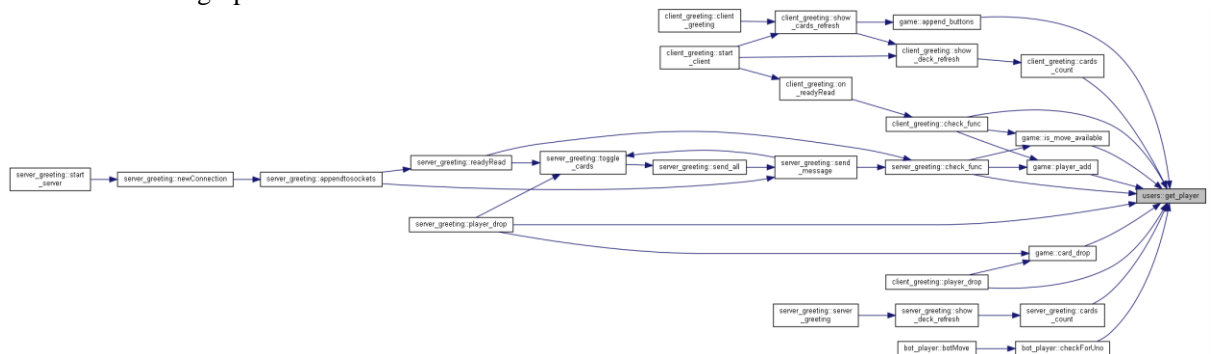 client_greeting::client
_greeting
client_greeting::show
_cards_refresh
game::append_buttons
client_greeting::start
_client
client_greeting::show
_deck_refresh
client_greeting::cards
_count
client_greeting::on
_readyRead
client_greeting::check_func
game::is_move_available
server_greeting::start
_server
server_greeting::newConnection
server_greeting::appendtosockets
server_greeting::readyRead
server_greeting::toggle
_cards
server_greeting::send_all
server_greeting::send
_message
server_greeting::check_func
game::player_add
users::get_player
server_greeting::player_drop
game::card_drop
client_greeting::player_drop
server_greeting::server
_greeting
server_greeting::show
_deck_refresh
server_greeting::cards
_count
bot_player::botMove
bot_player::checkForUno